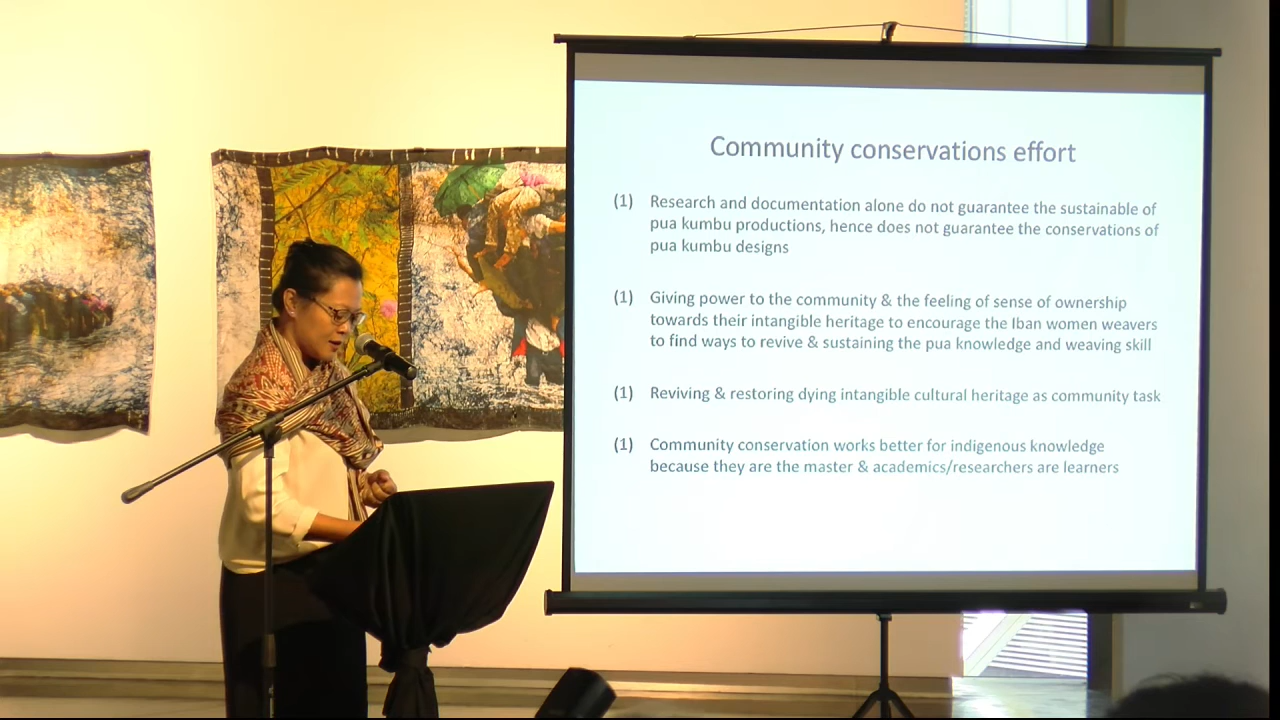 Community conservations effort
(1) Research and documentation alone do not guarantee the sustainable of
pua kumbu productions, hence does not guarantee the conservations of
pua kumbu designs
(1) Giving power to the community & the feeling of sense of ownership
towards their intangible heritage to encourage the Iban women weavers
to find ways to revive & sustaining the pua knowledge and weaving skill
(1) Reviving & restoring dying intangible cultural heritage as community task
(1) Community conservation works better for indigenous knowledge
because they are the master & academics/researchers are learners